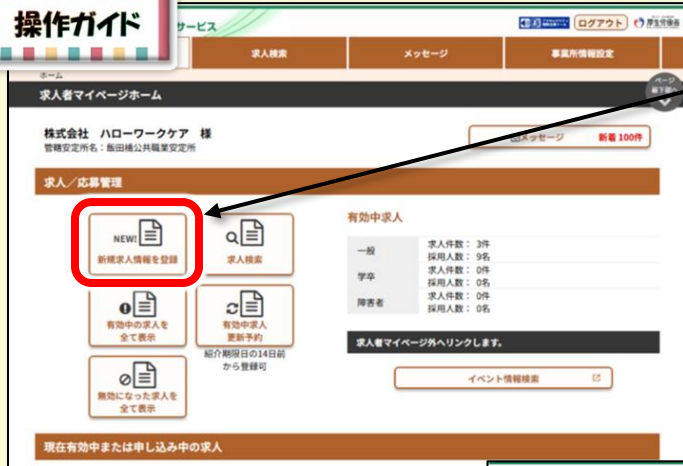 操作ガイド
サービス
ログアウト
求人検索
メッセージ
事業所情報設定
ホーム
求人者マイページホーム
ページ
最下部へ
株式会社 ハローワークケア 様
管轄安定所名：飯田橋公共職業安定所
メッセージ 新着 100件
求人／応募管理
NEW!
新規求人情報を登録
求人検索
有効中の求人を
全て表示
有効中求人
更新予約
紹介期限日の14日前
から登録可
無効になった求人を
全て表示
有効中求人
一般
求人件数： 3件
採用人数： 9名
学卒
求人件数： 0件
採用人数： 0名
障害者
求人件数： 0件
採用人数： 0名
求人者マイページ外へリンクします。
イベント情報検索
現在有効中または申し込み中の求人